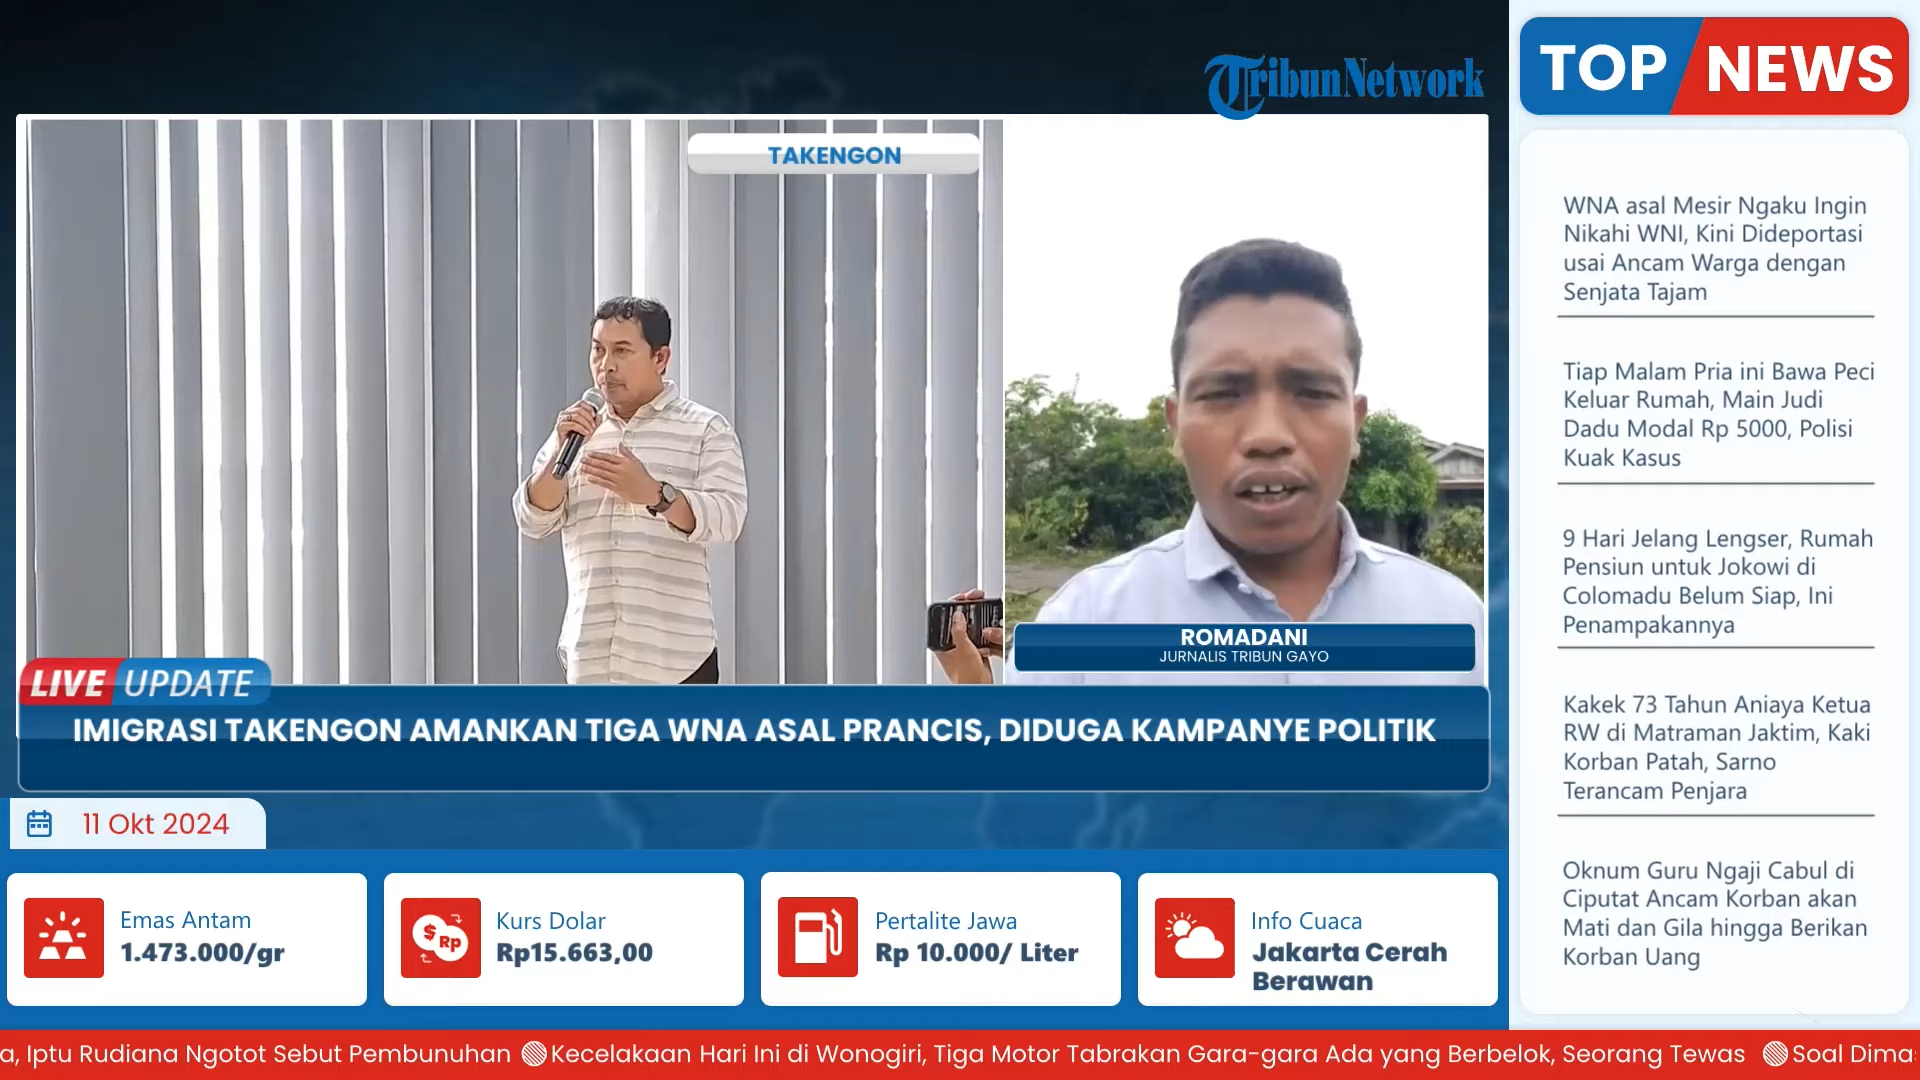 TribunNetwork
TAKENGON
ROMADANI
JURNALIS TRIBUN GAYO
LIVE UPDATE
IMIGRASI TAKENGON AMANKAN TIGA WNA ASAL PRANCIS, DIDUGA KAMPANYE POLITIK
11 Okt 2024
Emas Antam
1.473.000/gr
Kurs Dolar
Rp15.663,00
Pertalite Jawa
Rp 10.000/ Liter
Info Cuaca
Jakarta Cerah
Berawan
TOP NEWS
WNA asal Mesir Ngaku Ingin
Nikahi WNI, Kini Dideportasi
usai Ancam Warga dengan
Senjata Tajam
Tiap Malam Pria ini Bawa Peci
Keluar Rumah, Main Judi
Dadu Modal Rp 5000, Polisi
Kuak Kasus
9 Hari Jelang Lengser, Rumah
Pensiun untuk Jokowi di
Colomadu Belum Siap, Ini
Penampakannya
Kakek 73 Tahun Aniaya Ketua
RW di Matraman Jaktim, Kaki
Korban Patah, Sarno
Terancam Penjara
Oknum Guru Ngaji Cabul di
Ciputat Ancam Korban akan
Mati dan Gila hingga Berikan
Korban Uang
a, Iptu Rudiana Ngotot Sebut Pembunuhan Kecelakaan Hari Ini di Wonogiri, Tiga Motor Tabrakan Gara-gara Ada yang Berbelok, Seorang Tewas Soal Dima